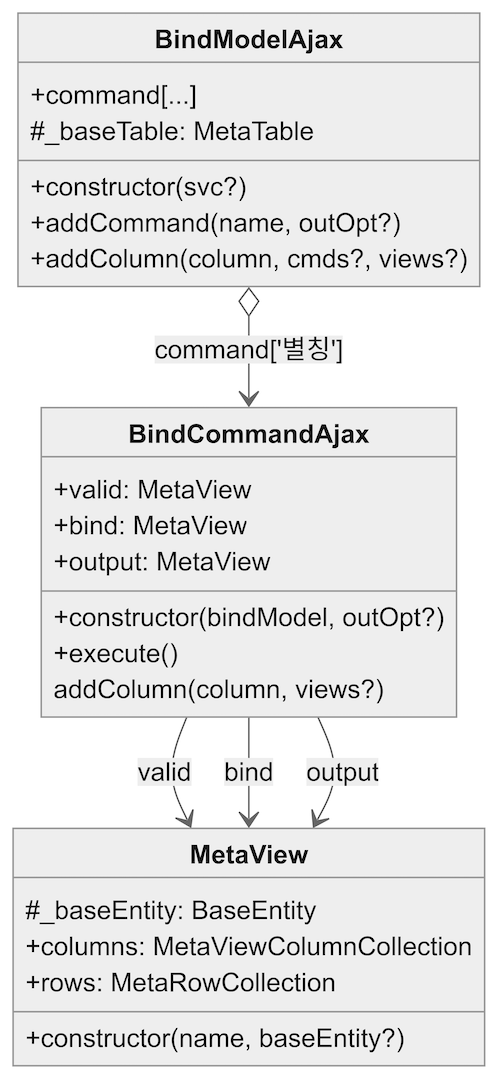 BindModelAjax
+command[...]
#_baseTable: MetaTable
+constructor(svc?)
+addCommand(name, outOpt?)
+addColumn(column, cmds?, views?)
command['별칭']
BindCommandAjax
+valid: MetaView
+bind: MetaView
+output: MetaView
+constructor(bindModel, outOpt?)
+execute()
addColumn(column, views?)
valid
bind
output
MetaView
#_baseEntity: BaseEntity
+columns: MetaViewColumnCollection
+rows: MetaRowCollection
+constructor(name, baseEntity?)